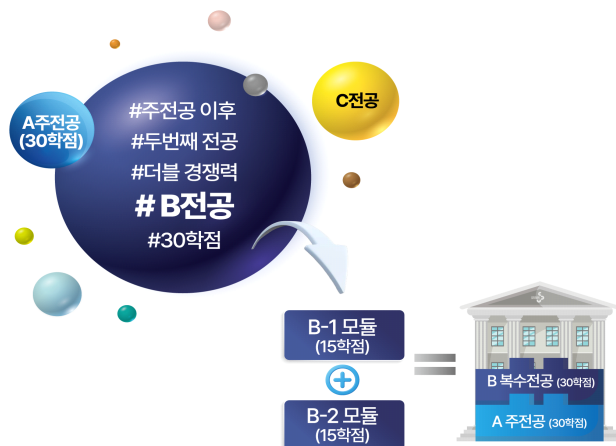 A주전공
(30학점)
#주전공 이후
#두번째 전공
#더블 경쟁력
# B전공
#30학점
C전공
B-1 모듈
(15학점)
B-2 모듈
(15학점)
B 복수전공 (30학점)
A 주전공 (30학점)